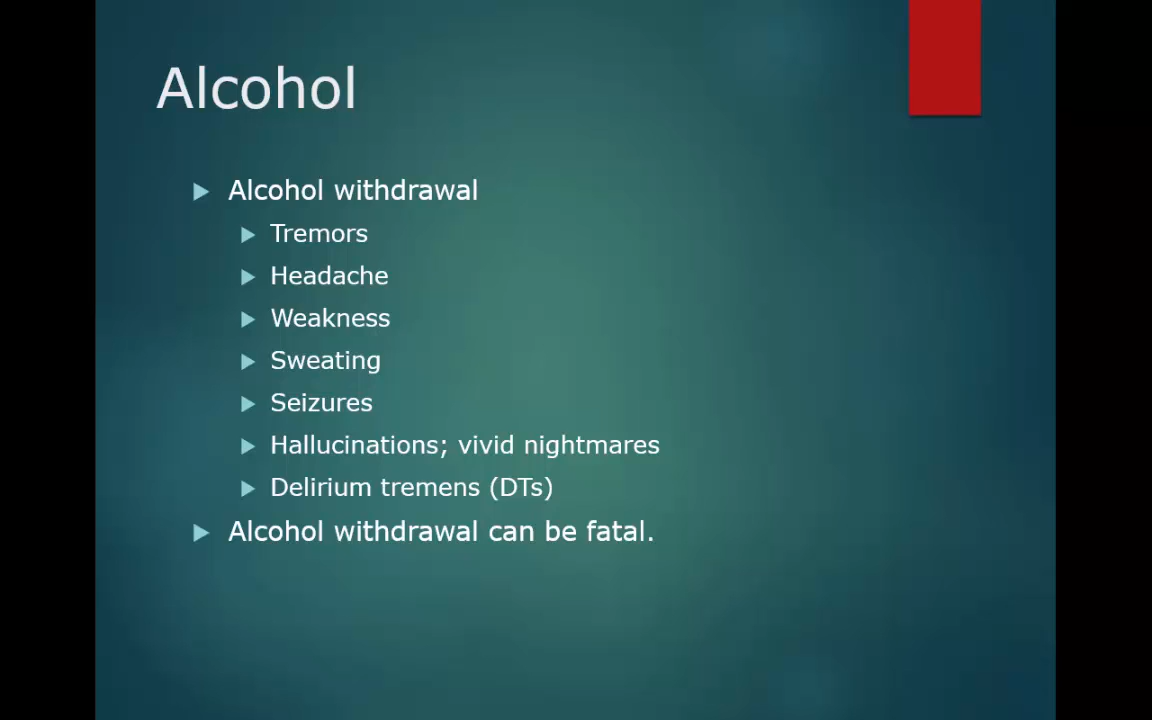 Alcohol
Alcohol withdrawal
Tremors
Headache
Weakness
Sweating
Seizures
Hallucinations; vivid nightmares
Delirium tremens (DTs)
Alcohol withdrawal can be fatal.